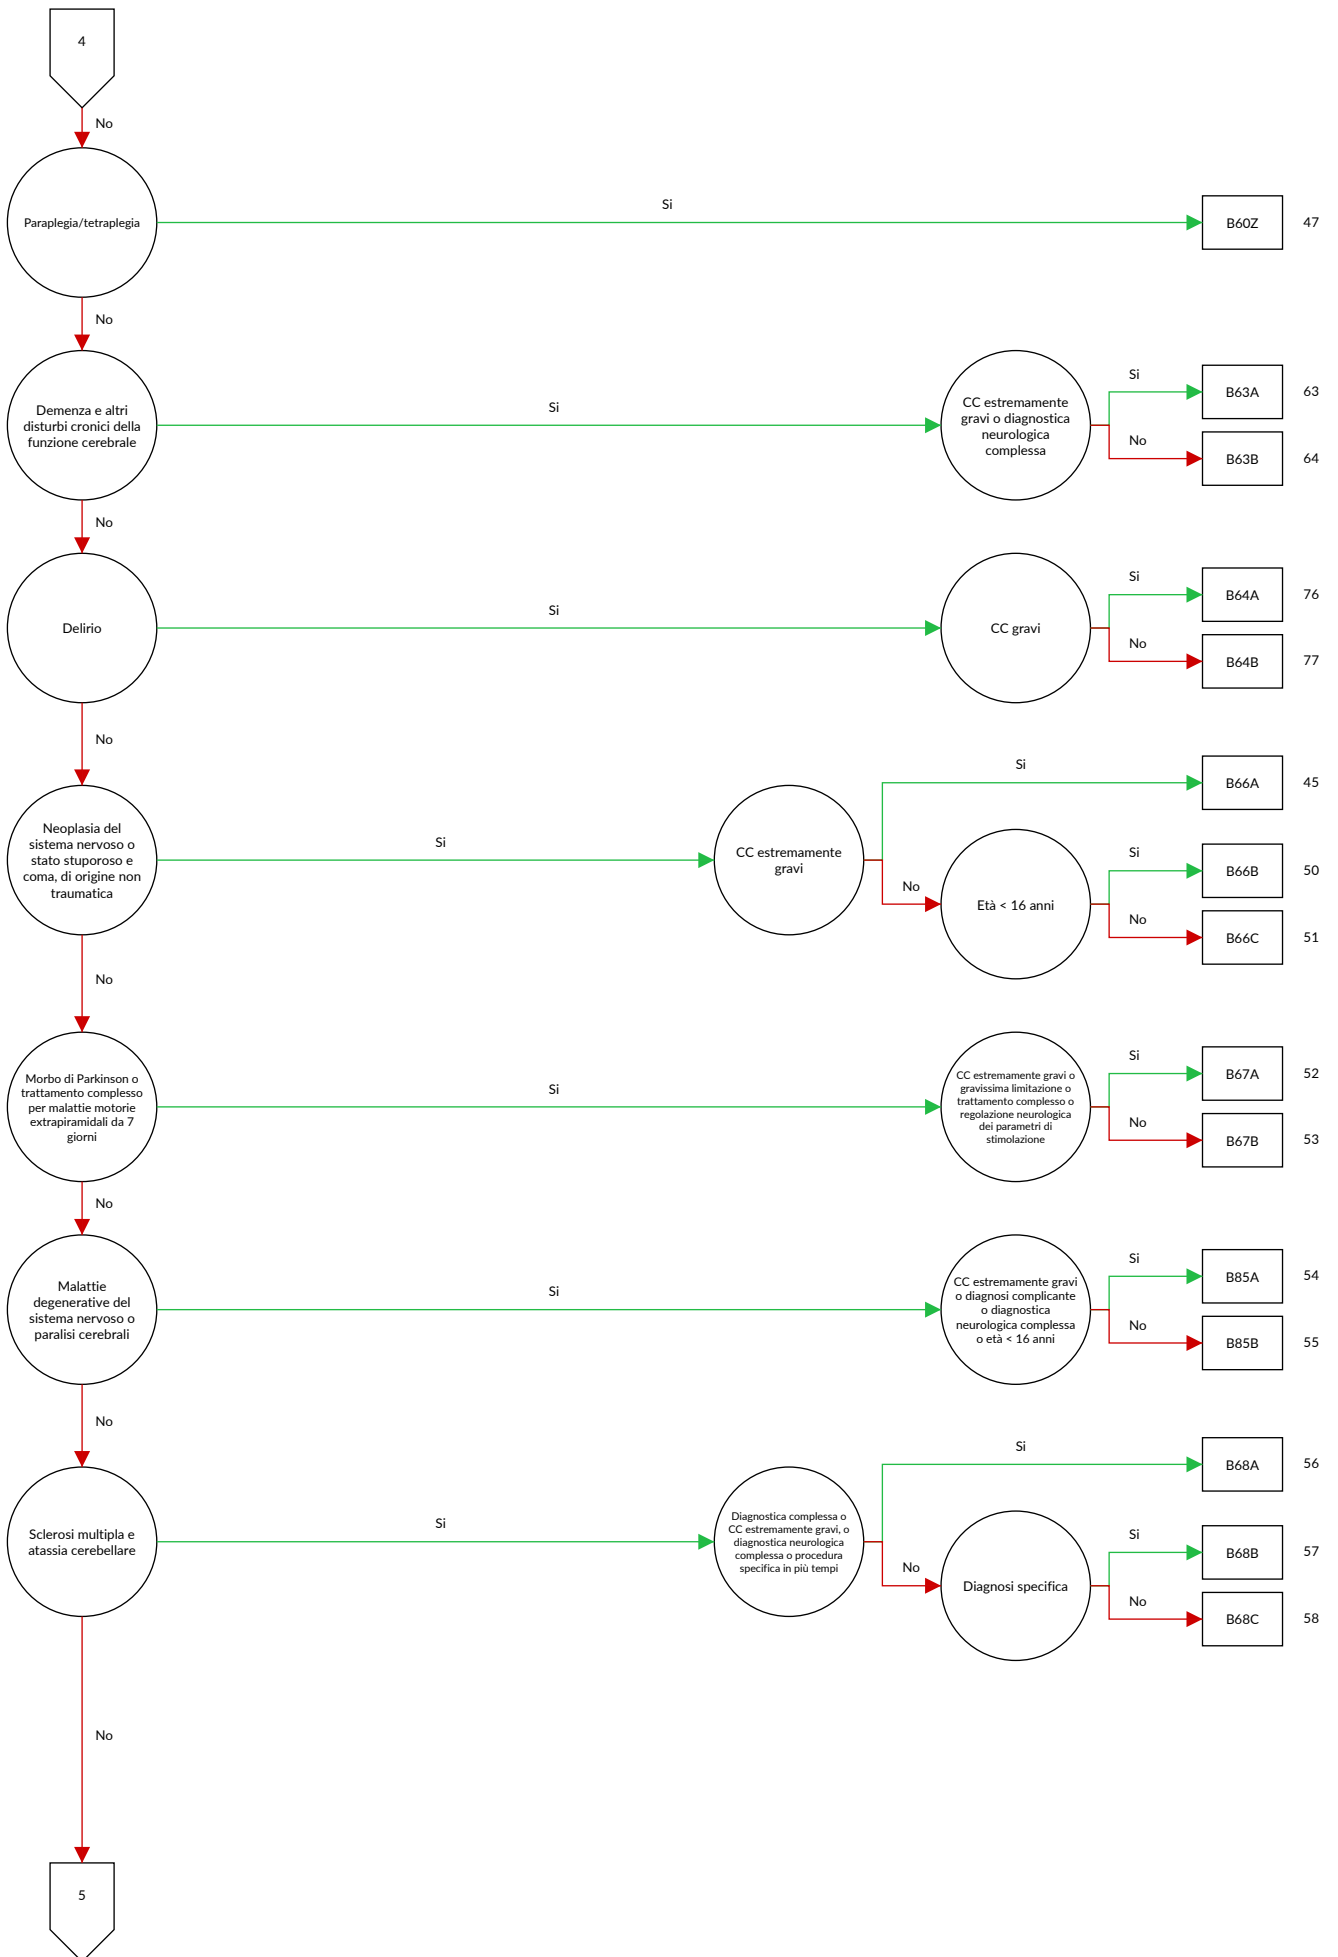 4
No
Paraplegia/tetraplegia
Si
B60Z
47
No
Demenza e altri
disturbi cronici della
funzione cerebrale
Si
CC estremamente
gravi o diagnostica
neurologica
complessa
Si
B63A
63
No
B63B
64
No
Delirio
Si
CC gravi
Si
B64A
76
No
B64B
77
No
Neoplasia del
sistema nervoso o
stato stuporoso e
coma, di origine non
traumatica
Si
CC estremamente
gravi
Si
B66A
45
No
Età < 16 anni
Si
B66B
50
No
B66C
51
No
Morbo di Parkinson o
trattamento complesso
per malattie motorie
extrapiramidali da 7
giorni
Si
CC estremamente gravi o
gravissima limitazione o
trattamento complesso o
regolazione neurologica
dei parametri di
stimolazione
Si
B67A
52
No
B67B
53
No
Malattie
degenerative del
sistema nervoso o
paralisi cerebrali
Si
CC estremamente gravi
o diagnosi complicante
o diagnostica
neurologica complessa
o età < 16 anni
Si
B85A
54
No
B85B
55
No
Sclerosi multipla e
atassia cerebellare
Si
Diagnostica complessa o
CC estremamente gravi, o
diagnostica neurologica
complessa o procedura
specifica in più tempi
Si
B68A
56
No
Diagnosi specifica
Si
B68B
57
No
B68C
58
No
5